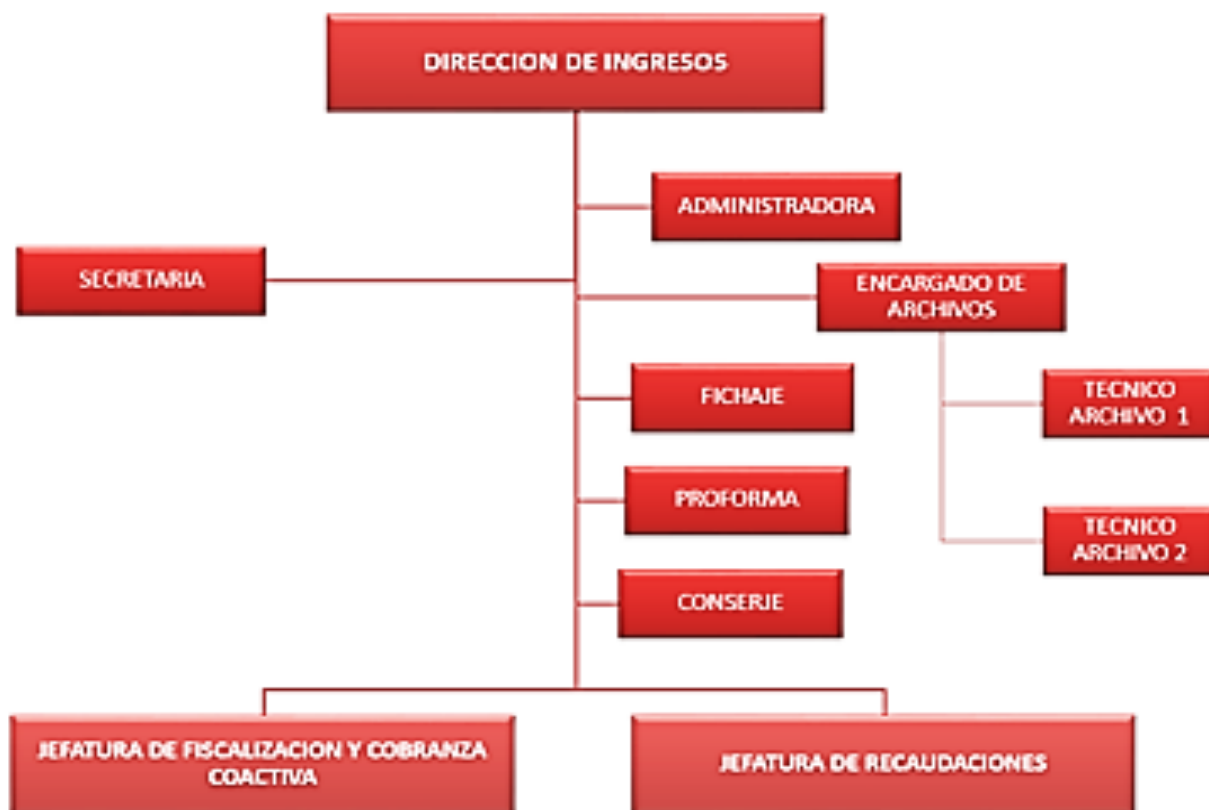 DIRECCION DE INGRESOS
ADMINISTRADORA
SECRETARIA
ENCARGADO DE
ARCHIVOS
FICHAJE
TECNICO
ARCHIVO 1
PROFORMA
TECNICO
ARCHIVO 2
CONSERJE
JEFATURA DE FISCALIZACION Y COBRANZA
COACTIVA
JEFATURA DE RECAUDACIONES